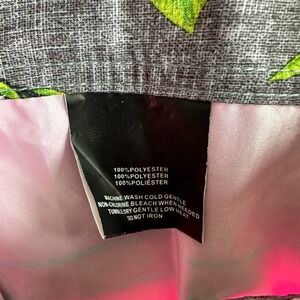 100%POLYESTER
100%POLYESTER
100%POLIÉSTER
MACHINE WASH COLD GENTLE
NON-CHLORINE BLEACH WHEN NEEDED
TUMBLE DRY GENTLE LOW HEAT
DO NOT IRON